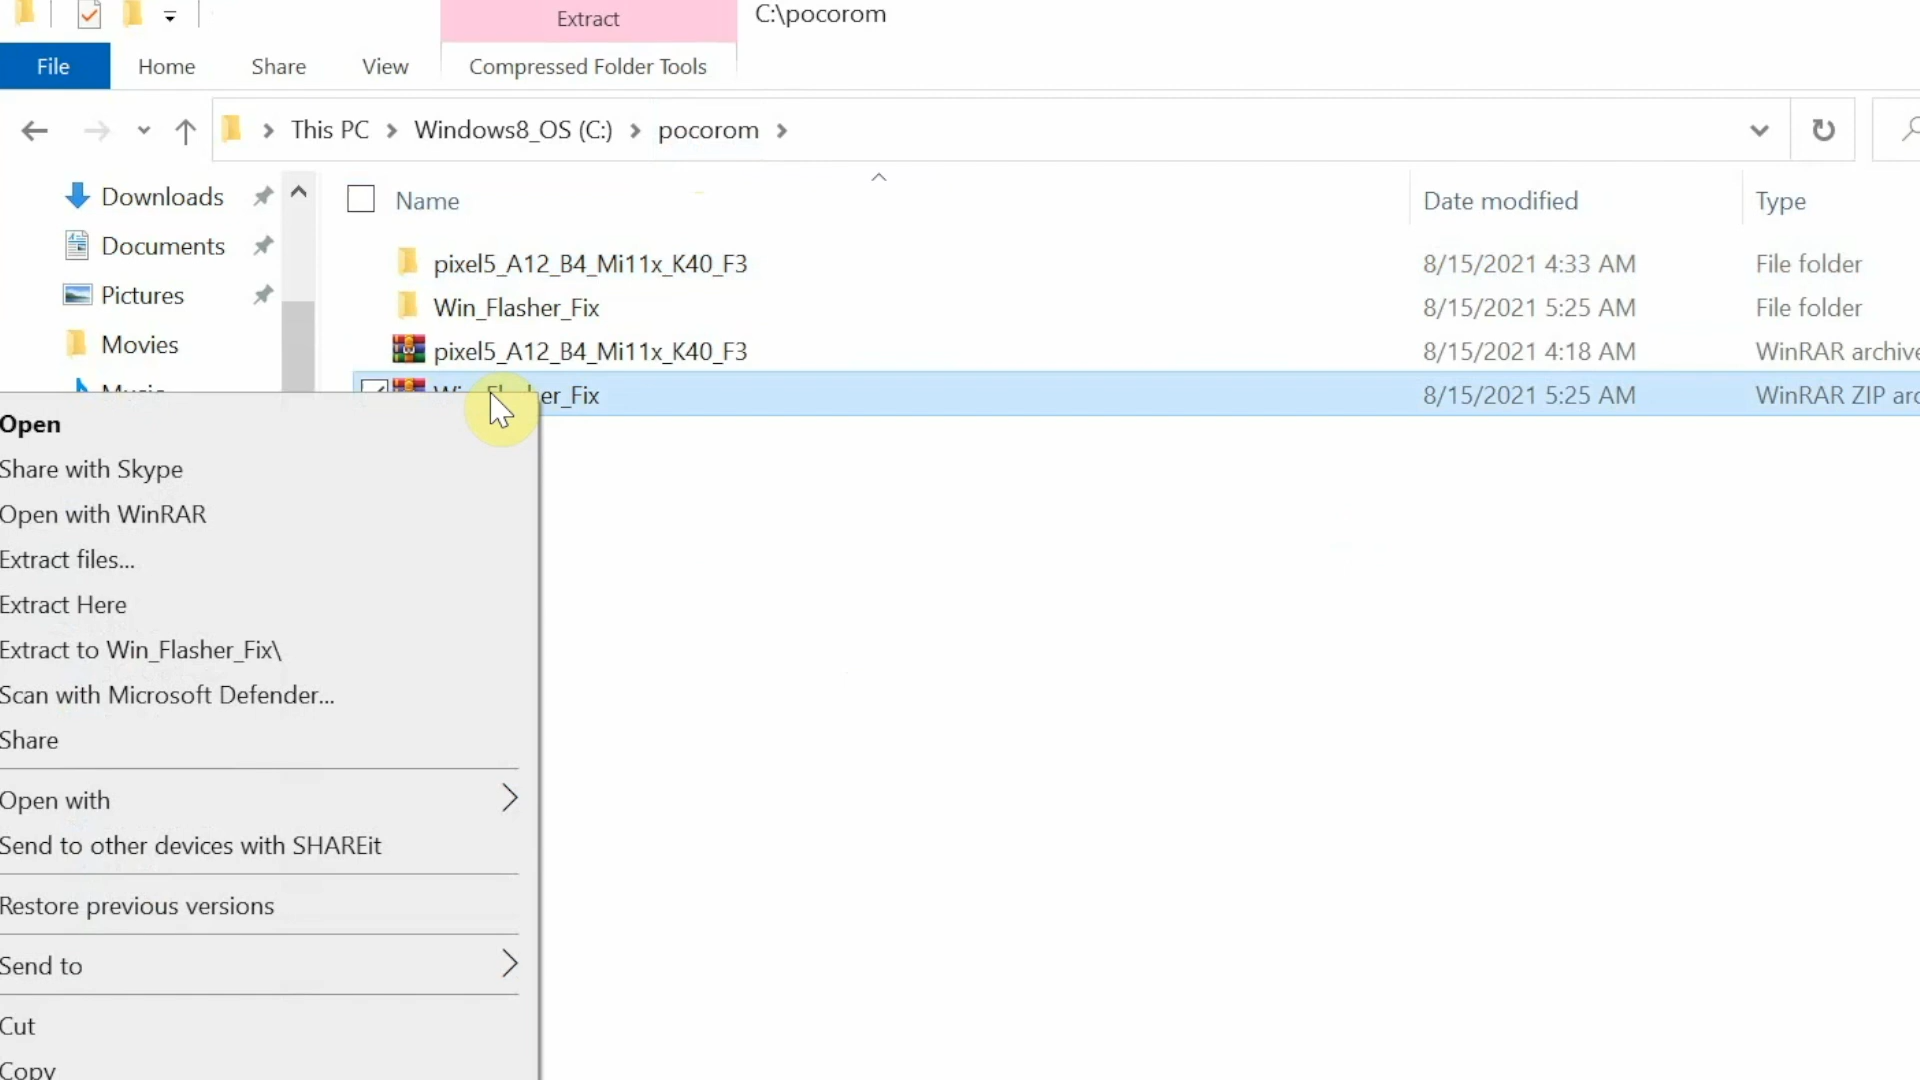 Extract
C:\pocorom
File
Home
Share
View
Compressed Folder Tools
This PC
Windows8_OS (C:)
pocorom
Downloads
Documents
Pictures
Movies
Name
Date modified
Type
pixel5_A12_B4_Mi11x_K40_F3 8/15/2021 4:33 AM File folder
Win_Flasher_Fix 8/15/2021 5:25 AM File folder
pixel5_A12_B4_Mi11x_K40_F3 8/15/2021 4:18 AM WinRAR archive
er_Fix 8/15/2021 5:25 AM WinRAR ZIP arc
Open
Share with Skype
Open with WinRAR
Extract files...
Extract Here
Extract to Win_Flasher_Fix\
Scan with Microsoft Defender...
Share
Open with
Send to other devices with SHAREit
Restore previous versions
Send to
Cut
Copy